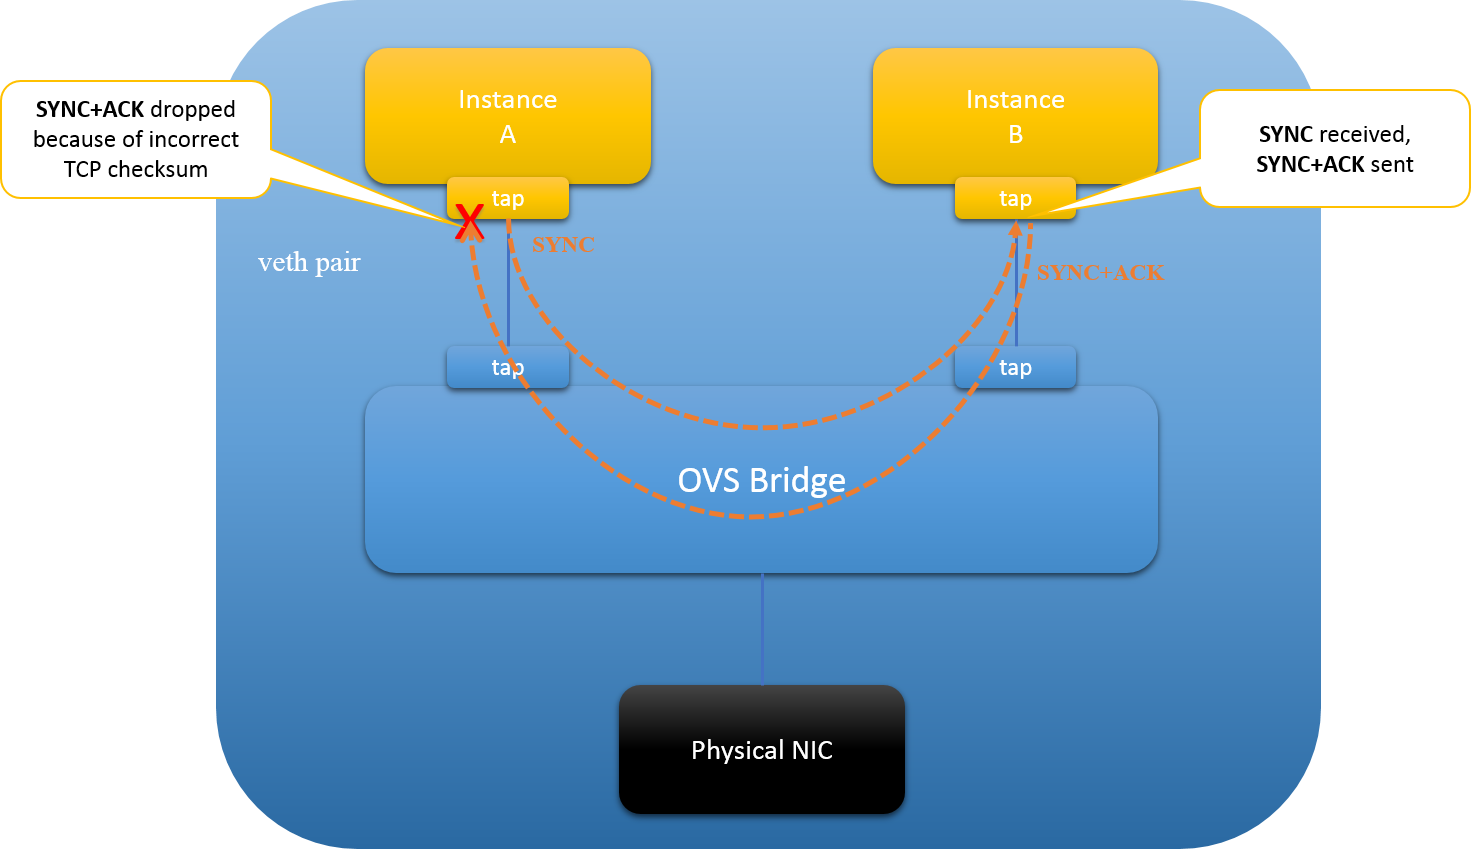 Instance
A
Instance
B
SYNC+ACK dropped
because of incorrect
TCP checksum
SYNC received,
SYNC+ACK sent
tap
tap
X
SYNC
veth pair
SYNC+ACK
tap
tap
OVS Bridge
Physical NIC